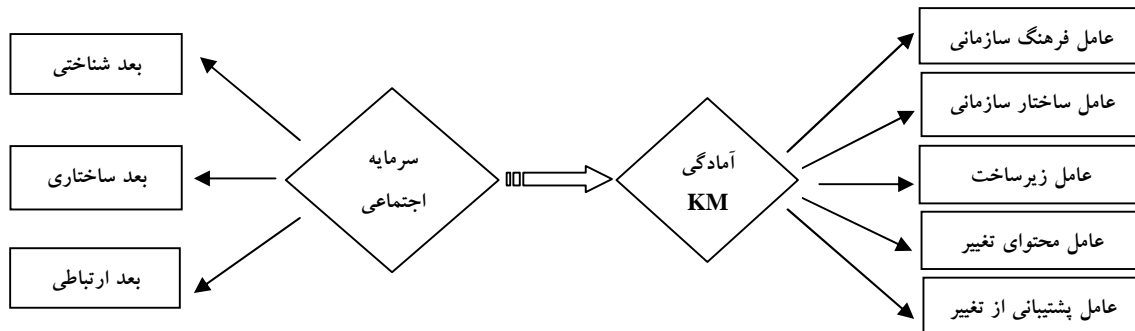 عامل فرهنگ سازمانی
عامل ساختار سازمانی
عامل زیرساخت
عامل محتوای تغییر
عامل پشتیبانی از تغییر
آمادگی
KM
سرمایه
اجتماعی
بعد شناختی
بعد ساختاری
بعد ارتباطی